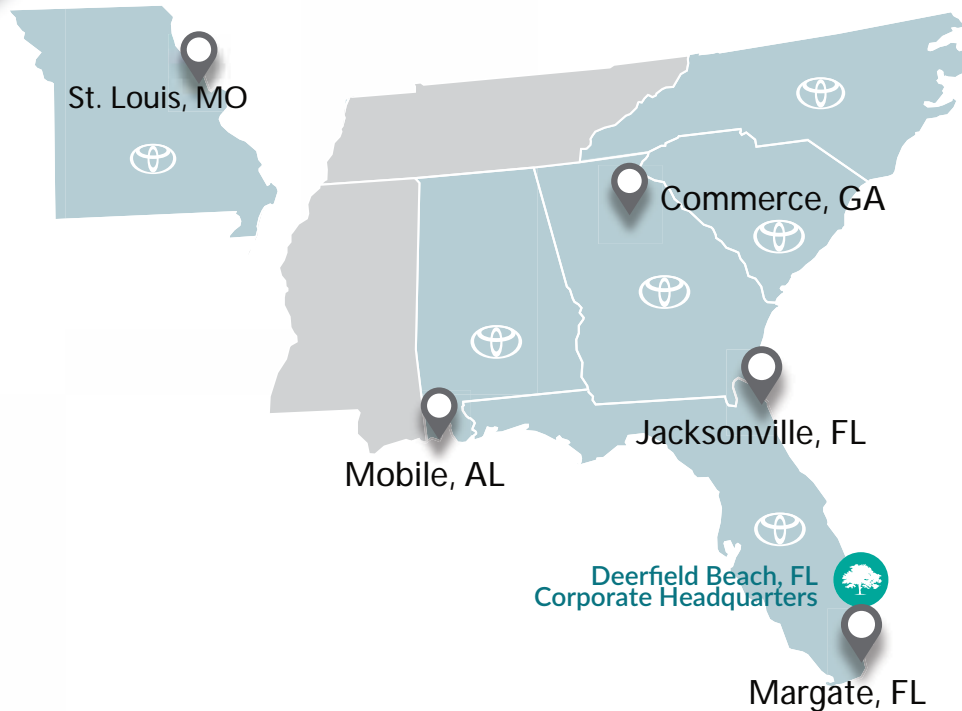 St. Louis, MO
Commerce, GA
Jacksonville, FL
Mobile, AL
Deerfield Beach, FL
Corporate Headquarters
Margate, FL